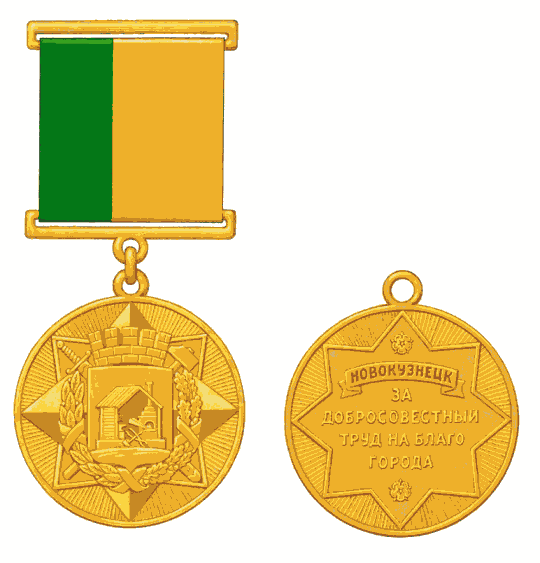 НОВОКУЗНЕЦК
ЗА
ДОБРОСОВЕСТНЫЙ
ТРУД НА БЛАГО
ГОРОДА